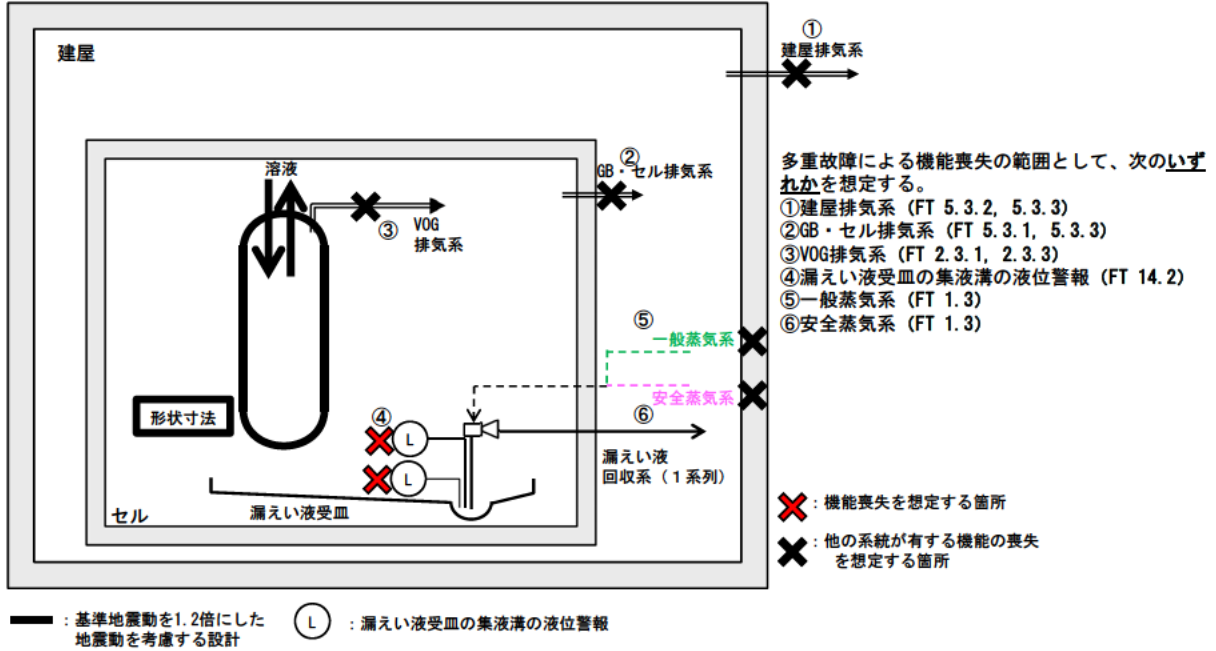 ①
建屋排気系
建屋
②
GB・セル排気系
溶液
③
VOG
排気系
多重故障による機能喪失の範囲として、次のいず
れかを想定する。
①建屋排気系 (FT 5.3.2, 5.3.3)
②GB・セル排気系 (FT 5.3.1, 5.3.3)
③VOG排気系 (FT 2.3.1, 2.3.3)
④漏えい液受皿の集液溝の液位警報 (FT 14.2)
⑤一般蒸気系 (FT 1.3)
⑥安全蒸気系 (FT 1.3)
⑤
一般蒸気系
安全蒸気系
形状寸法
④
L
L
⑥
漏えい液
回収系（１系列）
セル
漏えい液受皿
：機能喪失を想定する箇所
：他の系統が有する機能の喪失
を想定する箇所
：基準地震動を1.2倍にした
地震動を考慮する設計
L
：漏えい液受皿の集液溝の液位警報